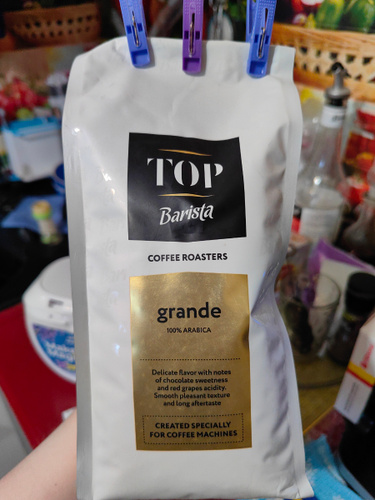 TOP
Barista
COFFEE ROASTERS
grande
100% ARABICA
Delicate flavor with notes
of chocolate sweetness
and red grapes acidity.
Smooth pleasant texture
and long aftertaste
CREATED SPECIALLY
FOR COFFEE MACHINES